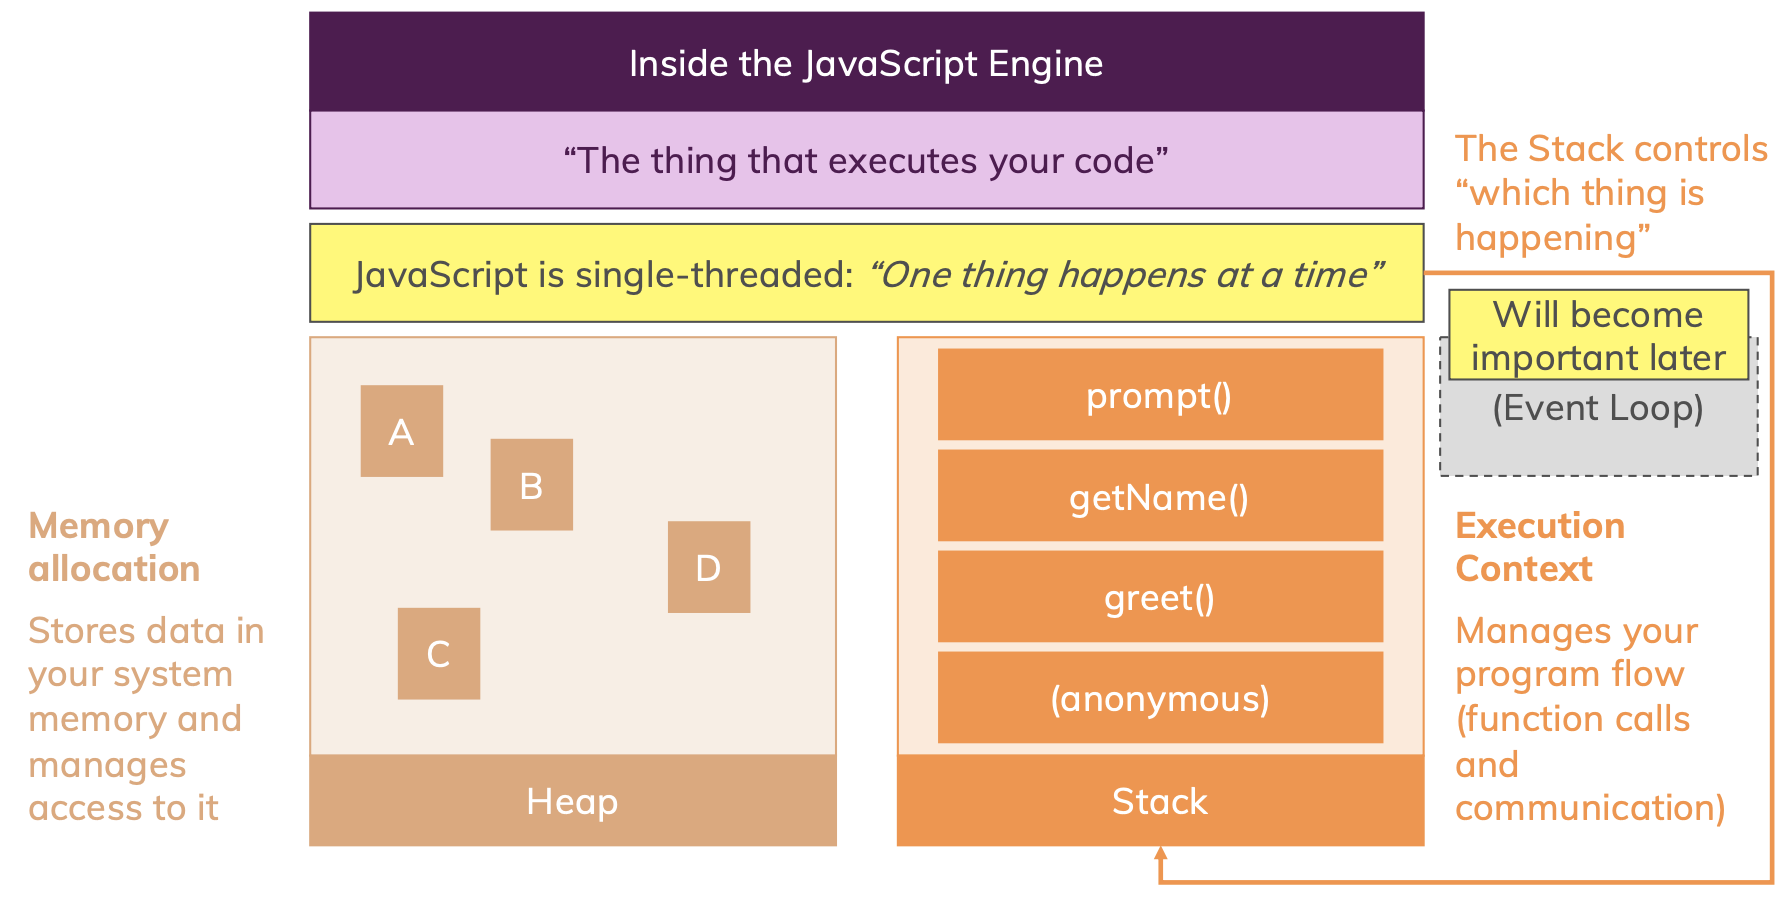 Inside the JavaScript Engine
“The thing that executes your code”
The Stack controls
“which thing is
happening”
JavaScript is single-threaded: “One thing happens at a time”
Will become
important later
(Event Loop)
A
B
D
C
Heap
Memory
allocation
Stores data in
your system
memory and
manages
access to it
prompt()
getName()
greet()
(anonymous)
Stack
Execution
Context
Manages your
program flow
(function calls
and
communication)